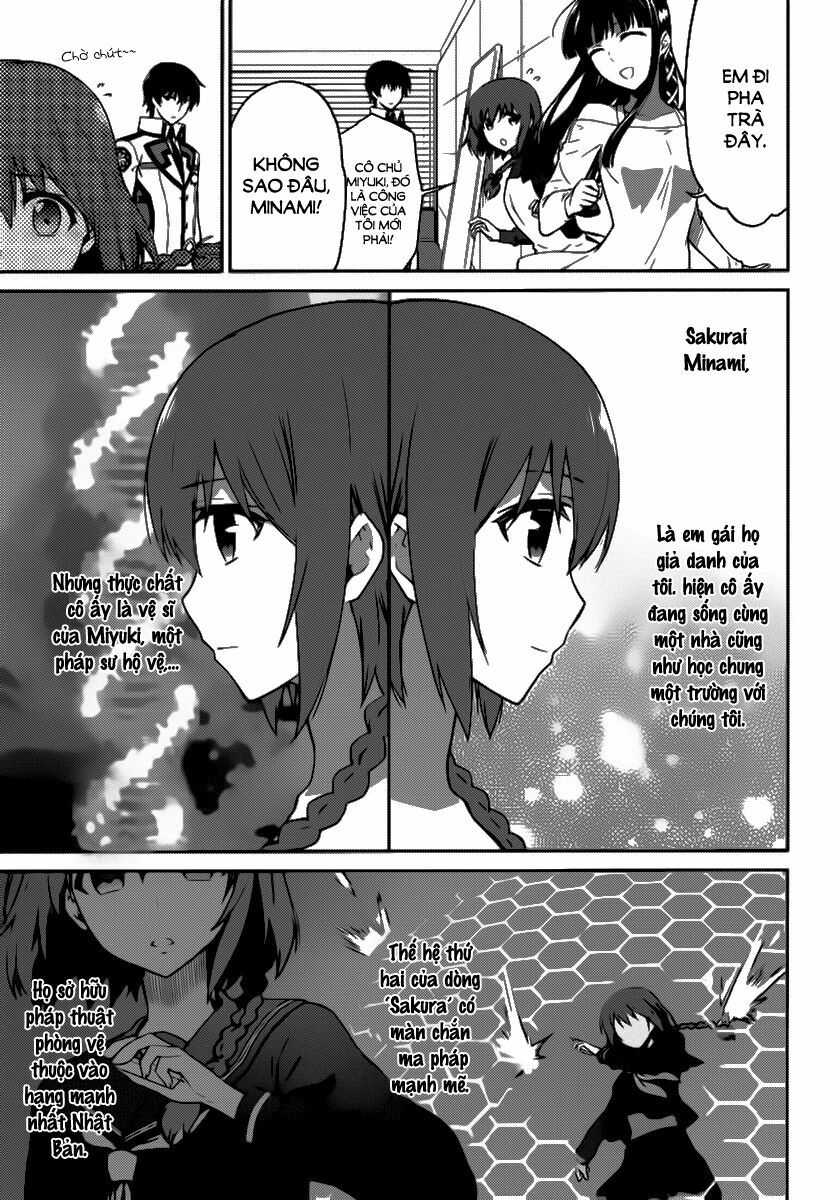 EM ĐI
PHA
TRÀ
ĐÂY.
CÔ CHỦ
MIYUKI, ĐÓ
LÀ CÔNG
VIỆC CỦA
TÔI MỚI
PHẢI!
KHÔNG
SAO ĐÂU,
MINAMI!
Chờ chút~~
Sakurai
Minami,
Là em gái họ
giả danh của
tôi. hiện cô ấy
đang sống cùng
một nhà cũng
như học chung
một trường với
chúng tôi.
Nhưng thực chất
cô ấy là vệ sĩ
của Miyuki, một
pháp sư hộ vệ,...
Thế hệ thứ
hai của dòng
'Sakura' có
màn chắn
ma pháp
mạnh mẽ.
Họ sở hữu
pháp thuật
phòng vệ
thuộc vào
hạng mạnh
nhất Nhật
Bản.